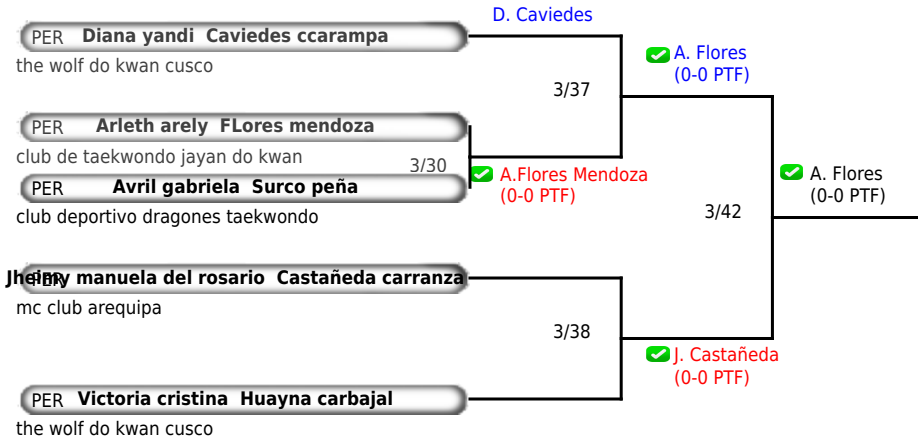 D. Caviedes
PER Diana yandi Caviedes ccarampa
the wolf do kwan cusco
A. Flores
(0-0 PTF)
3/37
PER Arleth arely FLores mendoza
club de taekwondo jayan do kwan
3/30
A.Flores Mendoza
(0-0 PTF)
PER Avril gabriela Surco peña
club deportivo dragones taekwondo
A. Flores
(0-0 PTF)
3/42
PER Jheimy manuela del rosario Castañeda carranza
mc club arequipa
3/38
J. Castañeda
(0-0 PTF)
PER Victoria cristina Huayna carbajal
the wolf do kwan cusco